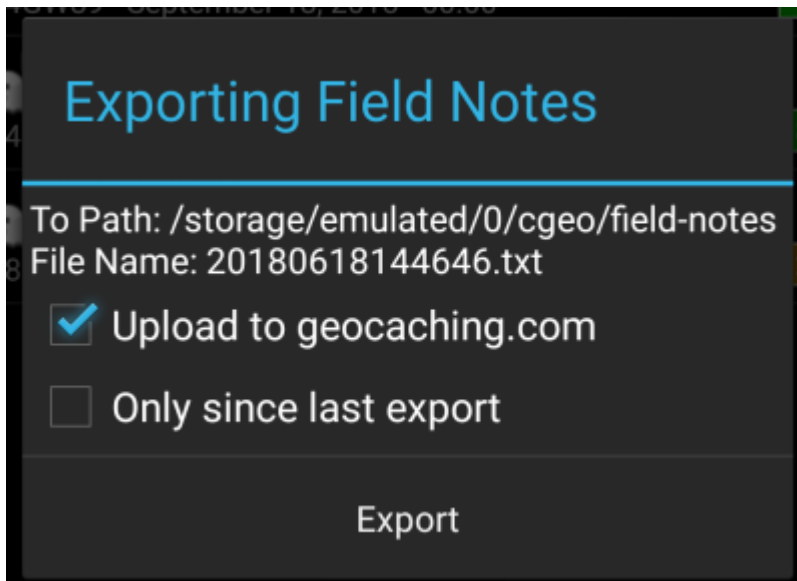 Exporting Field Notes
To Path: /storage/emulated/0/cgeo/field-notes
File Name: 20180618144646.txt
Upload to geocaching.com
Only since last export
Export